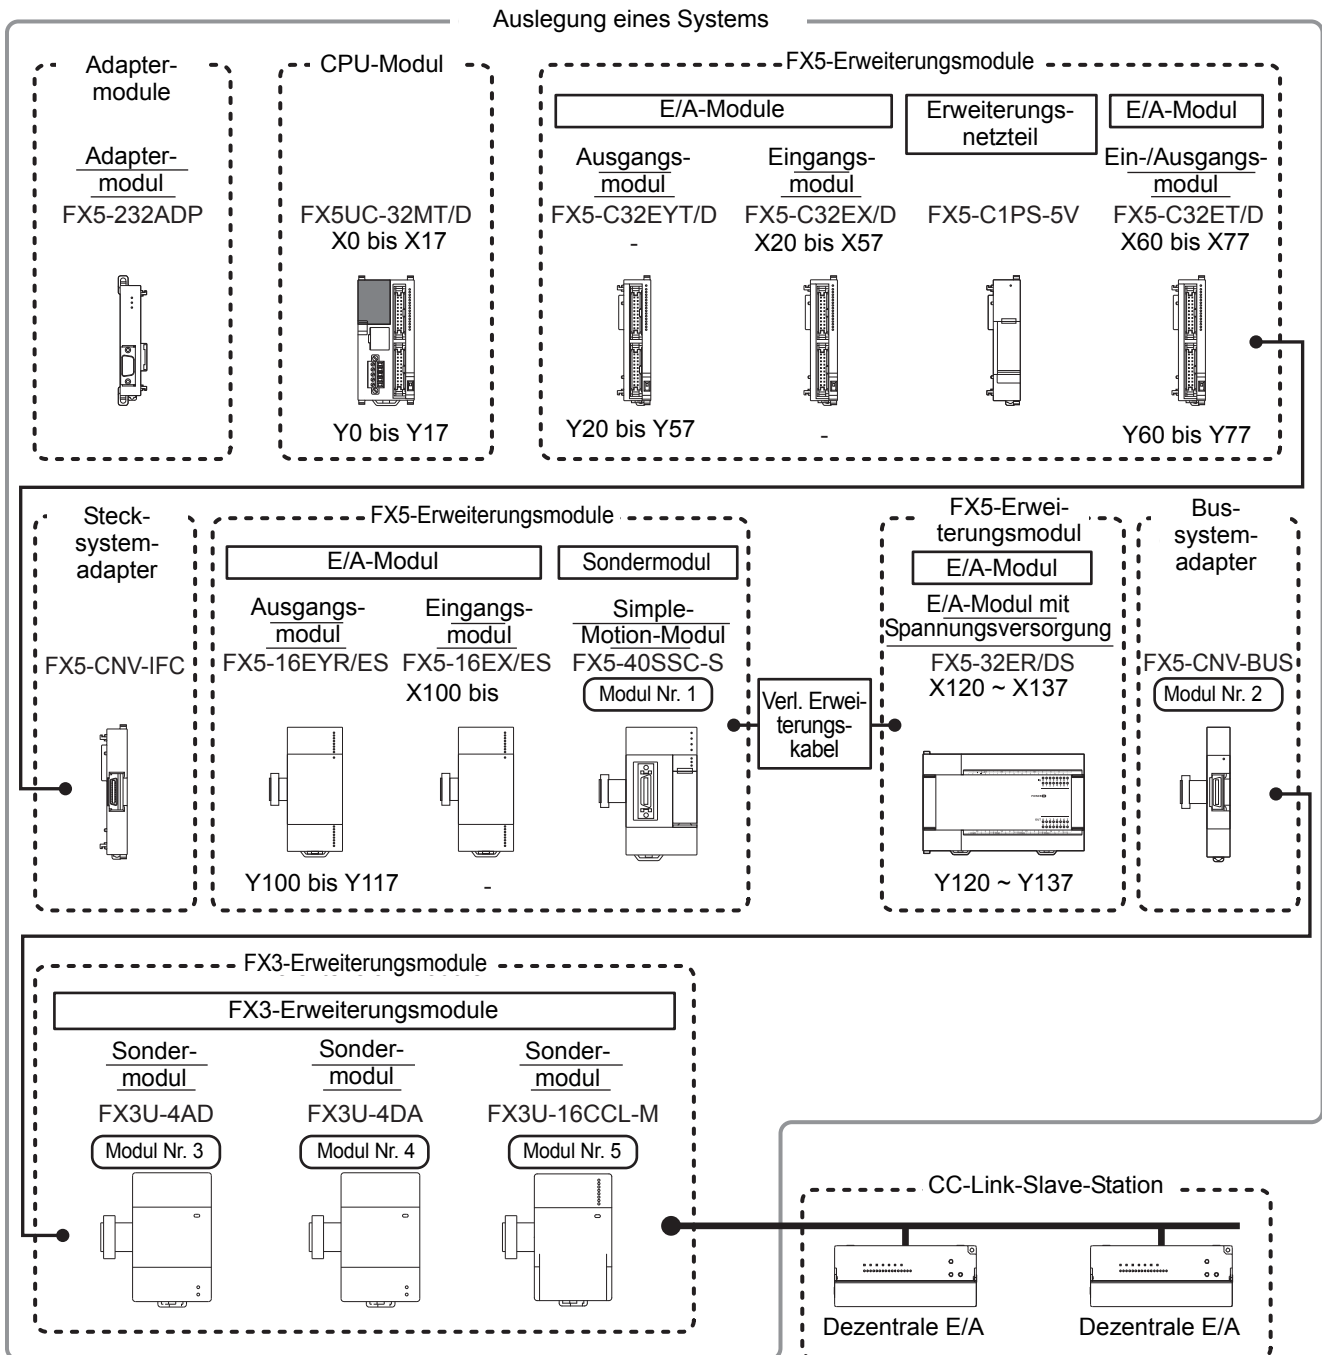 Auslegung eines Systems
Adapter-
module
Adapter-
modul
FX5-232ADP
CPU-Modul
FX5UC-32MT/D
X0 bis X17
Y0 bis Y17
FX5-Erweiterungsmodule
E/A-Module
Erweiterungs-
netzteil
E/A-Modul
Ausgangs-
modul
FX5-C32EYT/D
-
Y20 bis Y57
Eingangs-
modul
FX5-C32EX/D
X20 bis X57
-
FX5-C1PS-5V
Ein-/Ausgangs-
modul
FX5-C32ET/D
X60 bis X77
Y60 bis Y77
Steck-
system-
adapter
FX5-CNV-IFC
FX5-Erweiterungsmodule
E/A-Modul
Sondermodul
Ausgangs-
modul
FX5-16EYR/ES
Y100 bis Y117
Eingangs-
modul
FX5-16EX/ES
X100 bis
-
Simple-
Motion-Modul
FX5-40SSC-S
Modul Nr. 1
Verl. Erwei-
terungs-
kabel
FX5-Erwei-
terungsmodul
E/A-Modul
E/A-Modul mit
Spannungsversorgung
FX5-32ER/DS
X120 ~ X137
Y120 ~ Y137
Bus-
system-
adapter
FX5-CNV-BUS
Modul Nr. 2
FX3-Erweiterungsmodule
FX3-Erweiterungsmodule
Sonder-
modul
FX3U-4AD
Modul Nr. 3
Sonder-
modul
FX3U-4DA
Modul Nr. 4
Sonder-
modul
FX3U-16CCL-M
Modul Nr. 5
CC-Link-Slave-Station
Dezentrale E/A
Dezentrale E/A